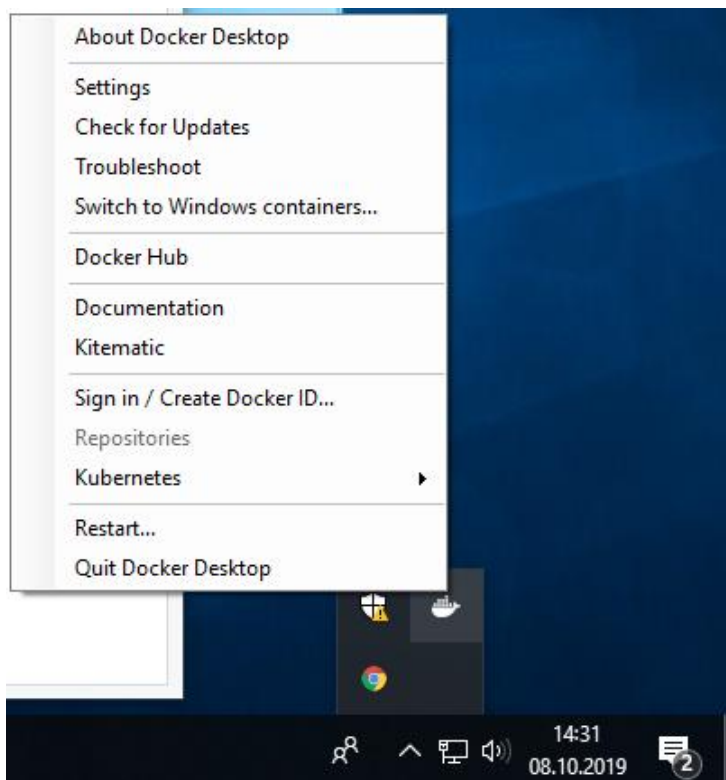 About Docker Desktop
Settings
Check for Updates
Troubleshoot
Switch to Windows containers...
Docker Hub
Documentation
Kitematic
Sign in / Create Docker ID...
Repositories
Kubernetes
Restart...
Quit Docker Desktop
14:31
08.10.2019
2